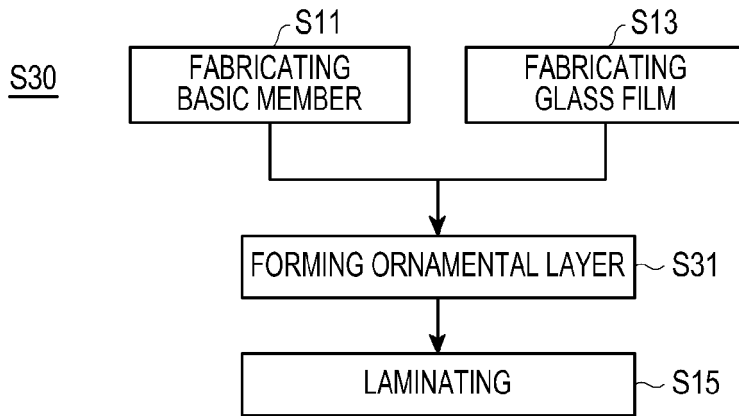 S11
S13
S30
FABRICATING
BASIC MEMBER
FABRICATING
GLASS FILM
FORMING ORNAMENTAL LAYER
S31
LAMINATING
S15